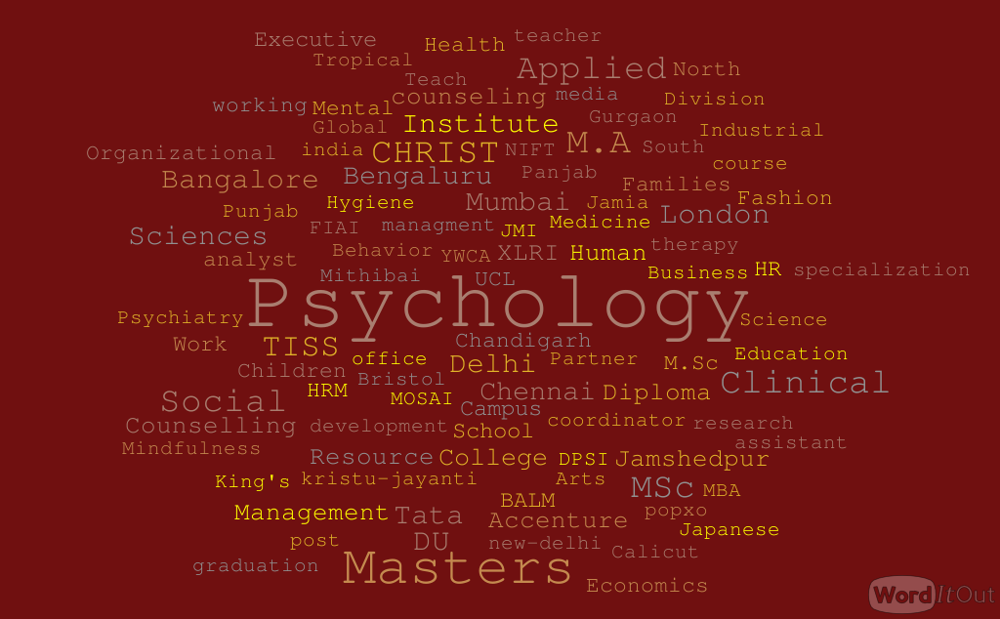 Executive Health teacher
Tropical
Teach Applied North
working Mental counseling media Division
Global Institute Gurgaon Industrial
Organizational india CHRIST NIFT M.A South course
Bangalore Bengaluru Panjab Families
Punjab Hygiene Mumbai Jamia London Fashion
Sciences FIAI managment JMI Medicine
analyst Behavior YWCA XLRI Human therapy
Mithibai UCL Business HR specialization
Psychology
Psychiatry Science
Work TISS Chandigarh
office Delhi Partner M.Sc Education
Children Bristol Clinical
Social HRM MOSAI Chennai Diploma
Campus
Counselling development School coordinator research
Mindfulness assistant
Resource College DPSI Jamshedpur
King's kristu-jayanti Arts MSc MBA
Management Tata BALM Accenture popxo
post DU new-delhi Japanese
graduation Masters Calicut
Economics
WordItOut